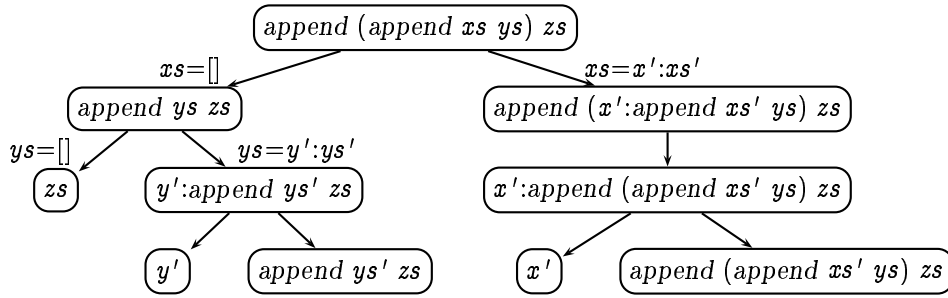 append (append xs ys) zs
xs=[]
xs=x':xs'
append ys zs
append (x':append xs' ys) zs
ys=[]
ys=y':ys'
zs
y':append ys' zs
x':append (append xs' ys) zs
y'
append ys' zs
x'
append (append xs' ys) zs